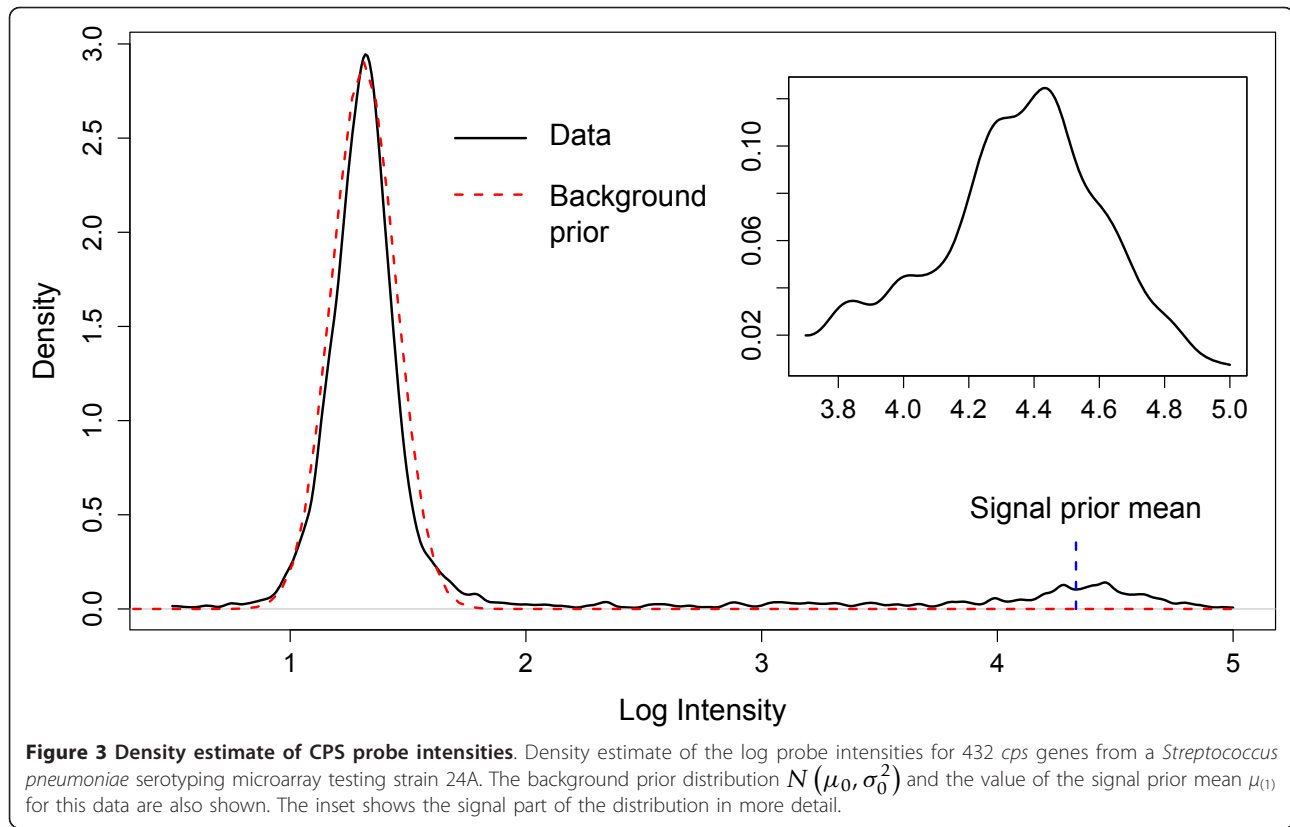 3.0
2.5
2.0
1.5
1.0
0.5
0.0
Density
Data
Background
prior
0.10
0.06
0.02
3.8 4.0 4.2 4.4 4.6 4.8 5.0
Signal prior mean
1 2 3 4 5
Log Intensity
Figure 3 Density estimate of CPS probe intensities. Density estimate of the log probe intensities for 432 cps genes from a Streptococcus
pneumoniae serotyping microarray testing strain 24A. The background prior distribution N(μ₀, σ₀²) and the value of the signal prior mean μ₍₁₎
for this data are also shown. The inset shows the signal part of the distribution in more detail.